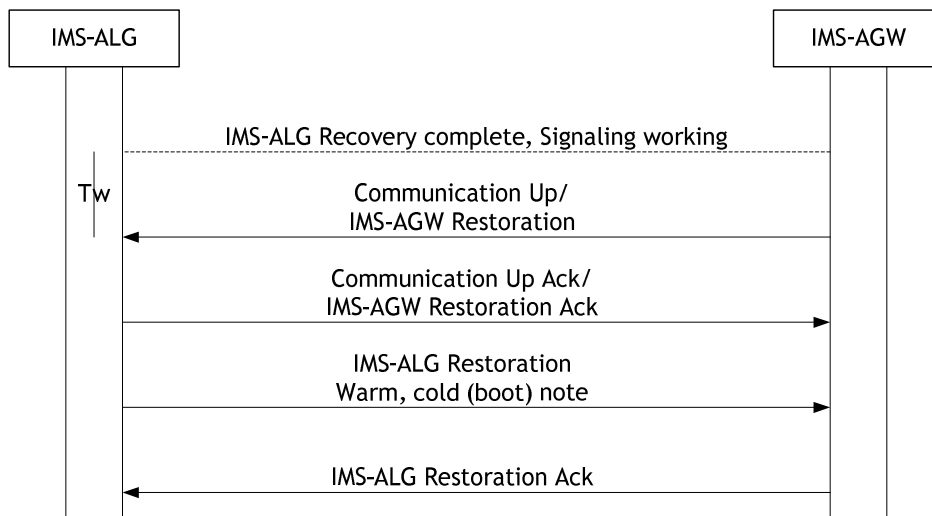 IMS-ALG
IMS-AGW
IMS-ALG Recovery complete, Signaling working
Tw
Communication Up/
IMS-AGW Restoration
Communication Up Ack/
IMS-AGW Restoration Ack
IMS-ALG Restoration
Warm, cold (boot) note
IMS-ALG Restoration Ack